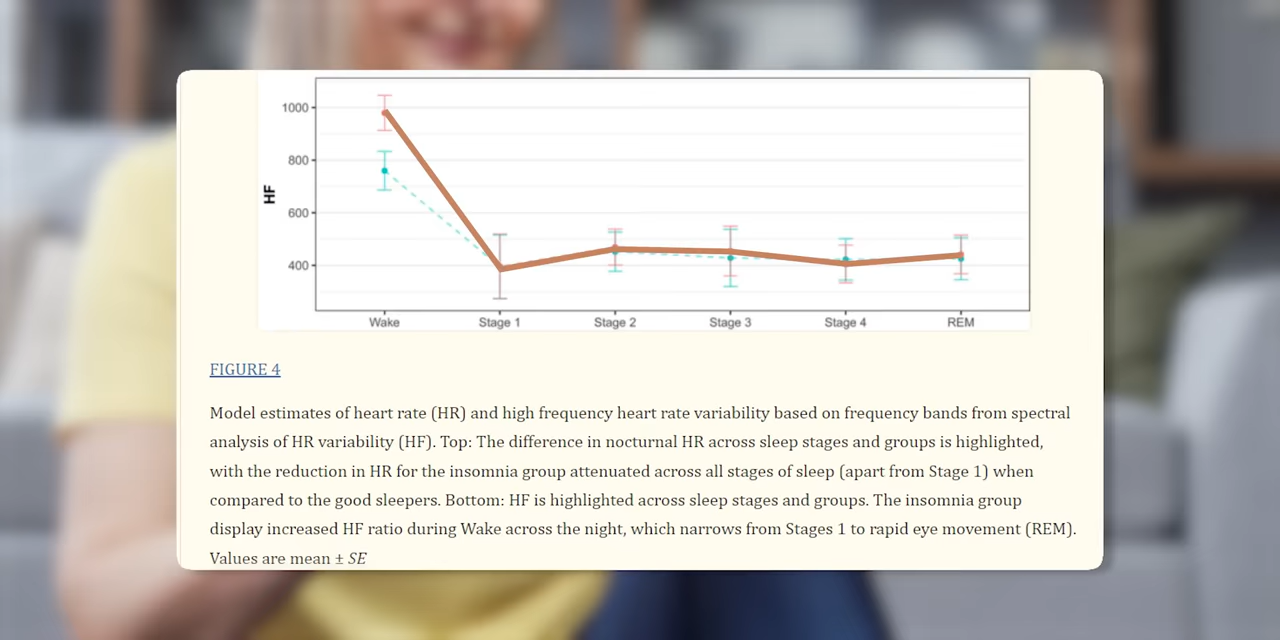 1000
800
HF
600
400
Wake Stage 1 Stage 2 Stage 3 Stage 4 REM
FIGURE 4
Model estimates of heart rate (HR) and high frequency heart rate variability based on frequency bands from spectral
analysis of HR variability (HF). Top: The difference in nocturnal HR across sleep stages and groups is highlighted,
with the reduction in HR for the insomnia group attenuated across all stages of sleep (apart from Stage 1) when
compared to the good sleepers. Bottom: HF is highlighted across sleep stages and groups. The insomnia group
display increased HF ratio during Wake across the night, which narrows from Stages 1 to rapid eye movement (REM).
Values are mean ± SE